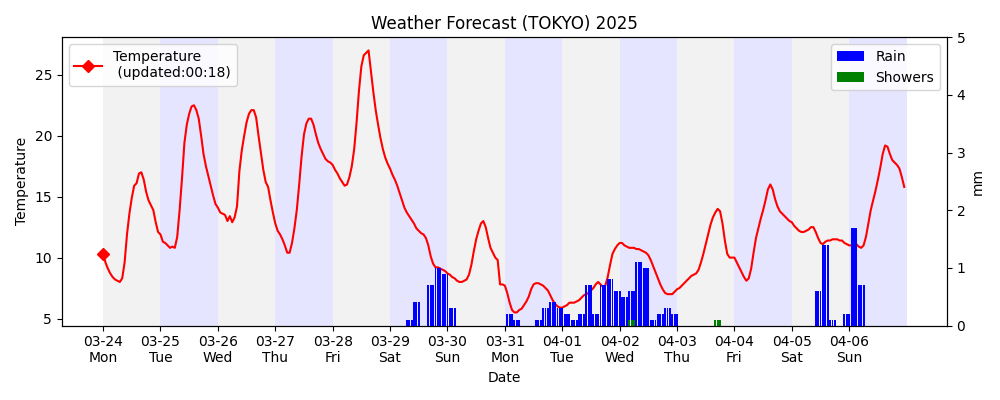 Weather Forecast (TOKYO) 2025
Temperature
(updated:00:18)
Rain
Showers
Temperature
25
20
15
10
5
5
4
3
2
1
0
mm
03-24 03-25 03-26 03-27 03-28 03-29 03-30 03-31 04-01 04-02 04-03 04-04 04-05 04-06
Mon Tue Wed Thu Fri Sat Sun Mon Tue Wed Thu Fri Sat Sun
Date